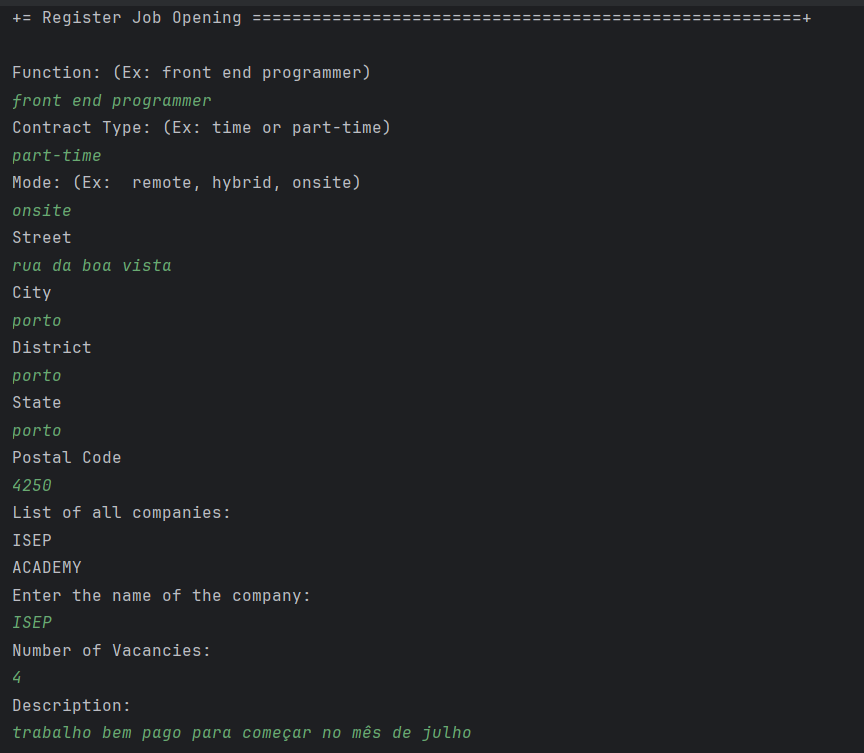 += Register Job Opening =======================================================+
Function: (Ex: front end programmer)
front end programmer
Contract Type: (Ex: time or part-time)
part-time
Mode: (Ex:  remote, hybrid, onsite)
onsite
Street
rua da boa vista
City
porto
District
porto
State
porto
Postal Code
4250
List of all companies:
ISEP
ACADEMY
Enter the name of the company:
ISEP
Number of Vacancies:
4
Description:
trabalho bem pago para começar no mês de julho